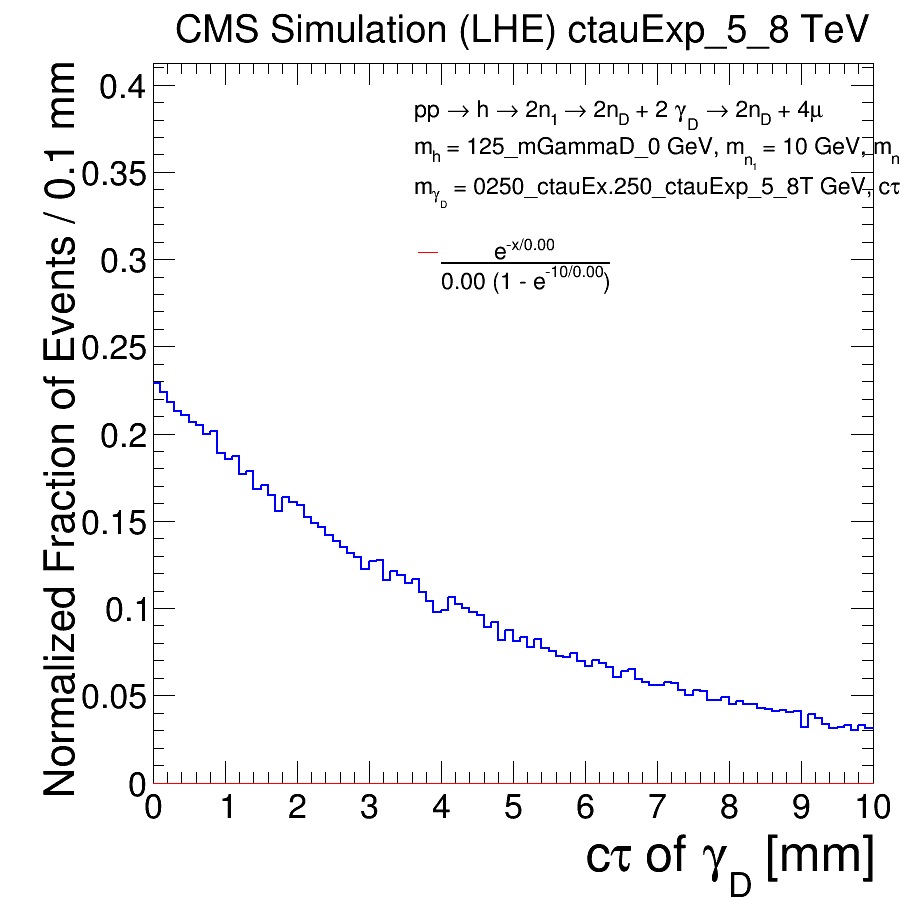 CMS Simulation (LHE) ctauExp_5_8 TeV
Normalized Fraction of Events / 0.1 mm
0.4
0.35
0.3
0.25
0.2
0.15
0.1
0.05
0
pp → h → 2n1 → 2nD + 2 γD → 2nD + 4μ
mh = 125_mGammaD_0 GeV, mn1 = 10 GeV, mn
mγD = 0250_ctauEx.250_ctauExp_5_8T GeV, cτ
e-x/0.00
0.00 (1 - e-10/0.00)
0 1 2 3 4 5 6 7 8 9 10
cτ of γD [mm]